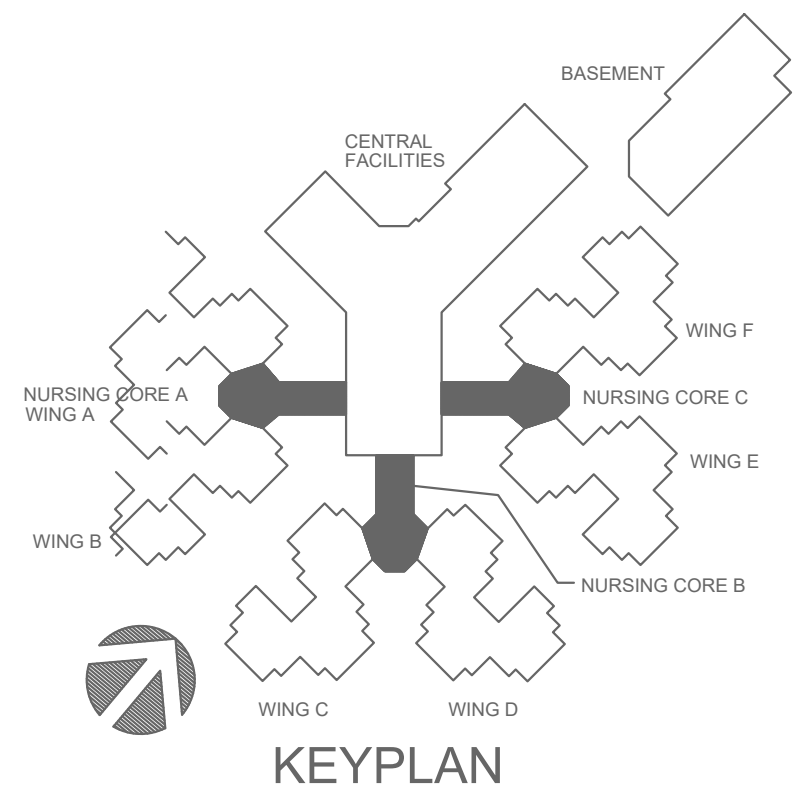 BASEMENT
CENTRAL
FACILITIES
WING F
NURSING CORE A
WING A
NURSING CORE C
WING E
WING B
NURSING CORE B
WING C
WING D
KEYPLAN